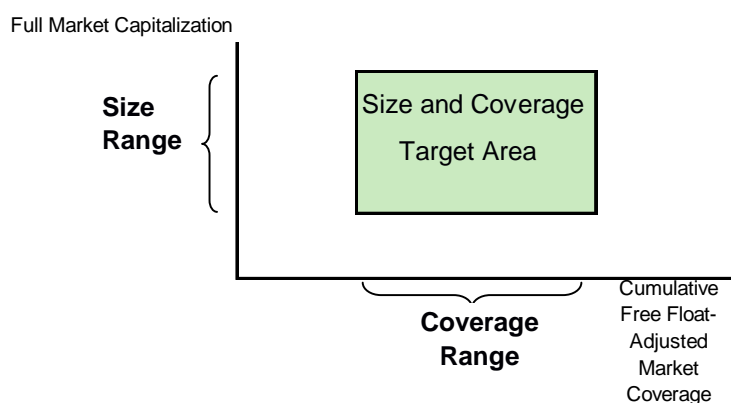 Full Market Capitalization
Size
Range
Size and Coverage
Target Area
Coverage
Range
Cumulative
Free Float-
Adjusted
Market
Coverage